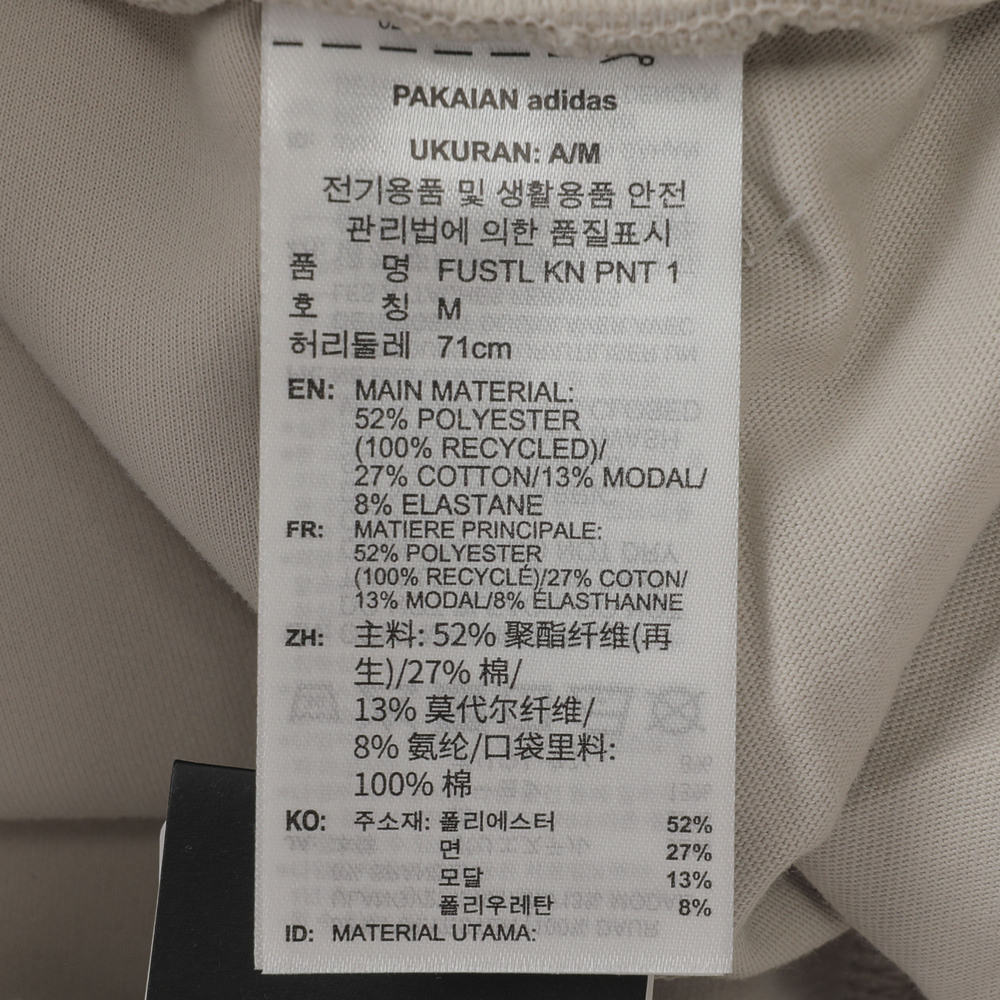 PAKAIAN adidas
UKURAN: A/M
전기용품 및 생활용품 안전
관리법에 의한 품질표시
품 명 FUSTL KN PNT 1
호 칭 M
허리둘레 71cm
EN: MAIN MATERIAL:
52% POLYESTER
(100% RECYCLED)/
27% COTTON/13% MODAL/
8% ELASTANE
FR: MATIERE PRINCIPALE:
52% POLYESTER
(100% RECYCLÉ)/27% COTON/
13% MODAL/8% ÉLASTHANNE
ZH: 主料: 52% 聚酯纤维(再
生)/27% 棉/
13% 莫代尔纤维/
8% 氨纶/口袋里料:
100% 棉
KO: 주소재: 폴리에스터 52%
면 27%
모달 13%
폴리우레탄 8%
ID: MATERIAL UTAMA: